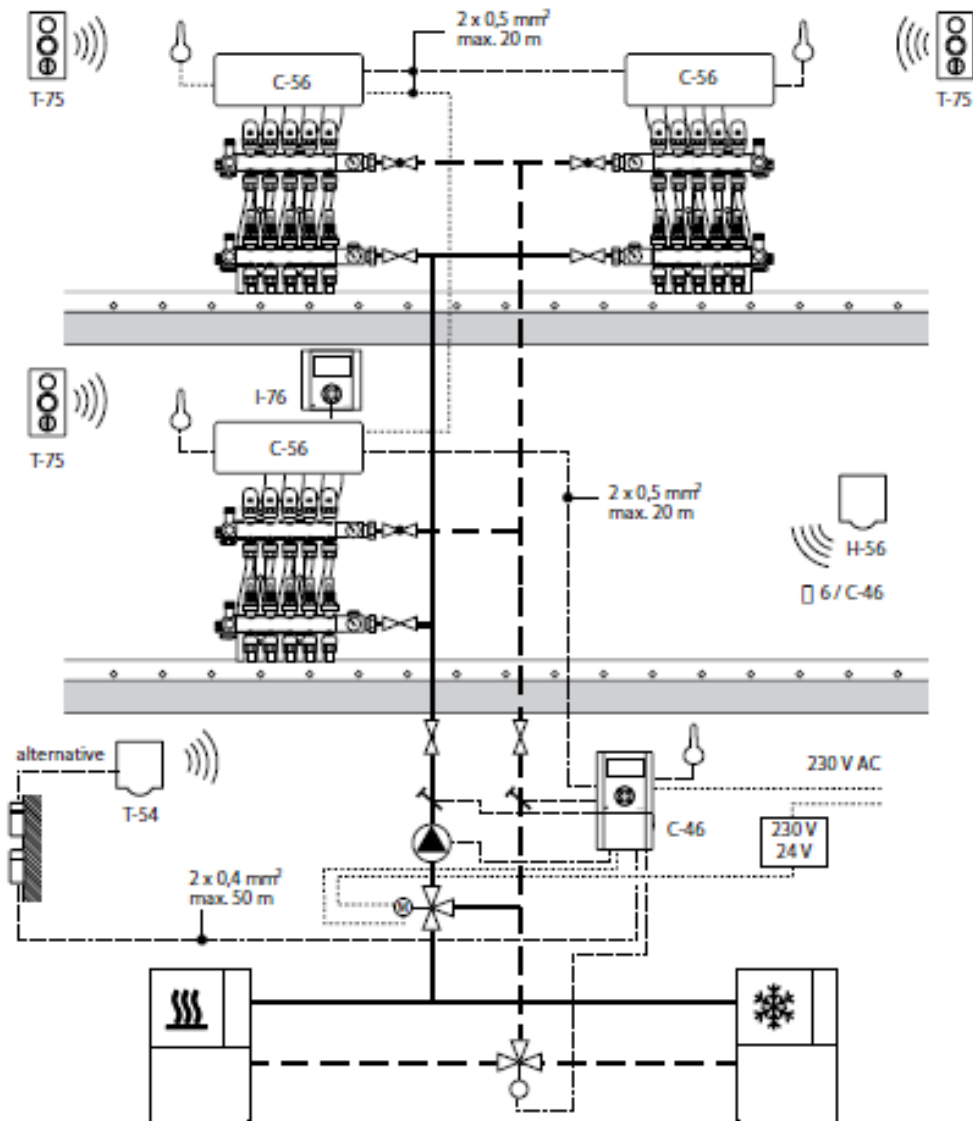 2 x 0,5 mm²
max. 20 m
T-75
C-56
C-56
T-75
I-76
T-75
C-56
2 x 0,5 mm²
max. 20 m
H-56
▯ 6 / C-46
alternative
T-54
230 V AC
C-46
230 V
24 V
2 x 0,4 mm²
max. 50 m
M